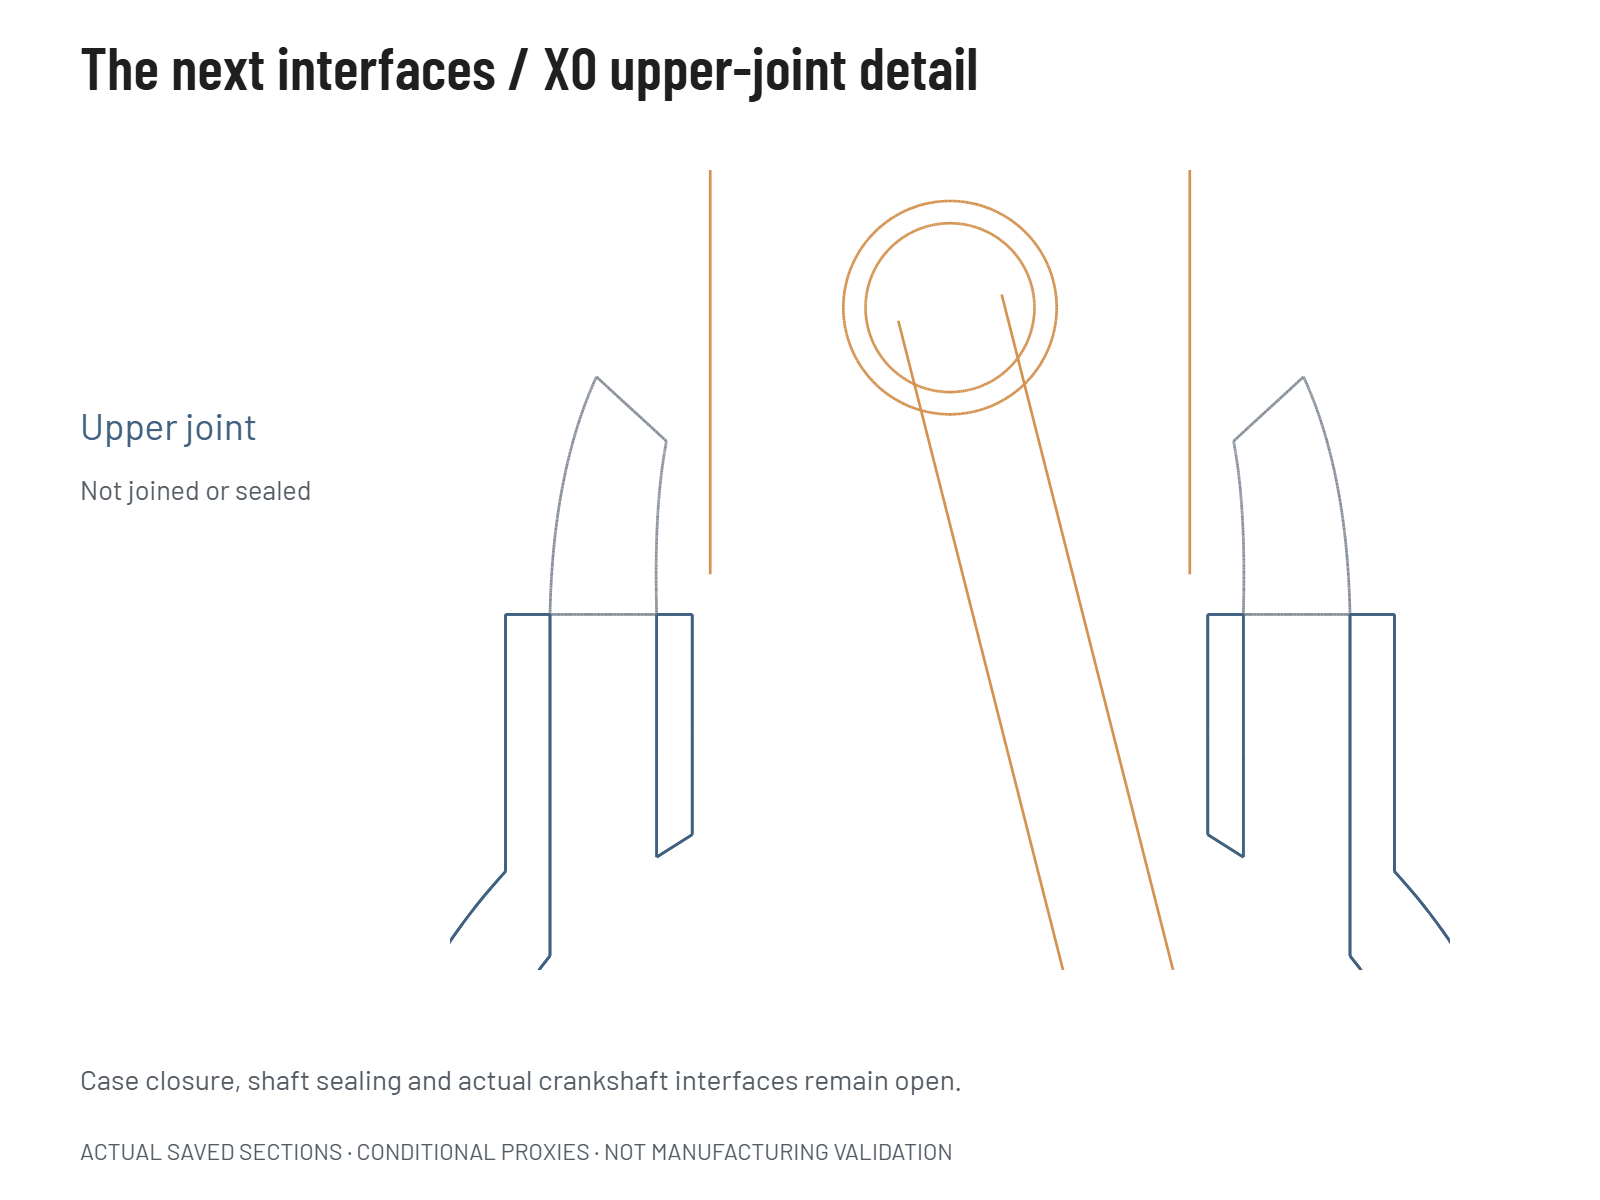 The next interfaces / X0 upper-joint detail
Upper joint
Not joined or sealed
Case closure, shaft sealing and actual crankshaft interfaces remain open.
ACTUAL SAVED SECTIONS · CONDITIONAL PROXIES · NOT MANUFACTURING VALIDATION